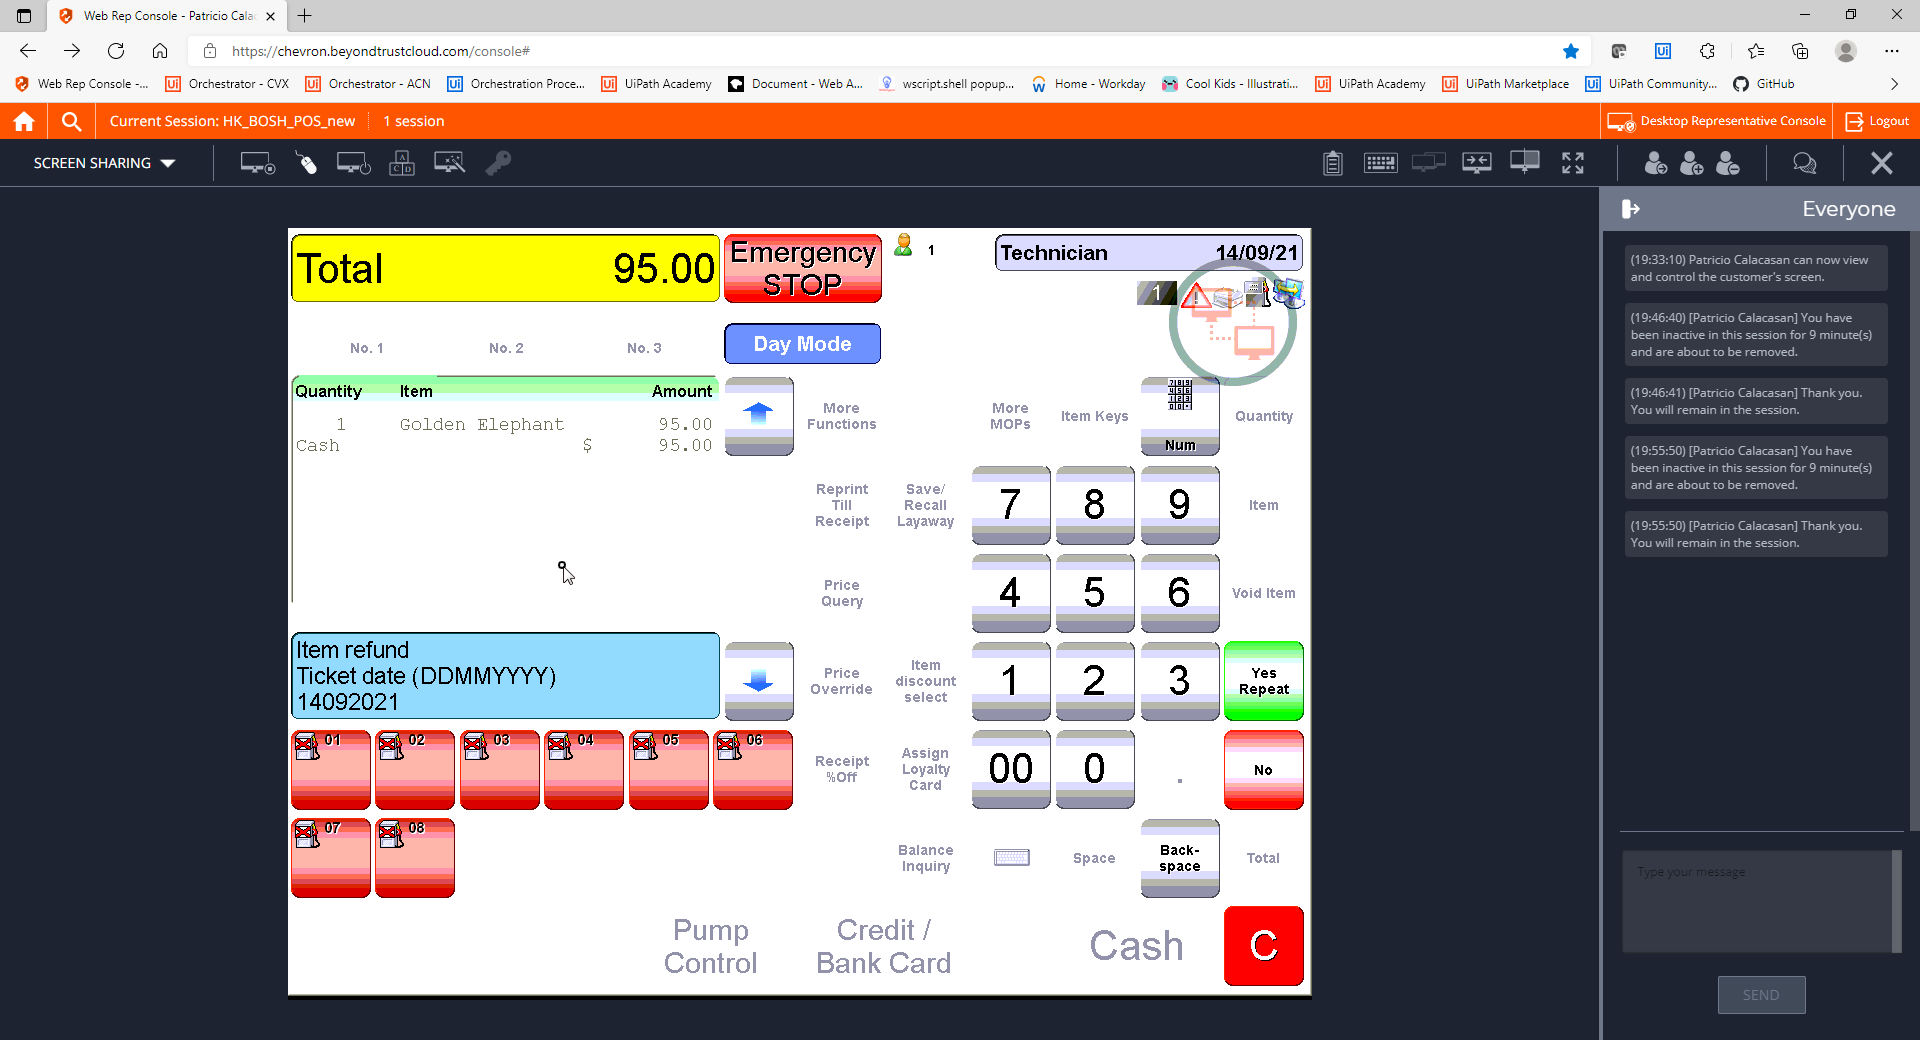 Web Rep Console - Patricio Cala
https://chevron.beyondtrustcloud.com/console#
Web Rep Console -...
Orchestrator - CVX
Orchestrator - ACN
Orchestration Proce...
UiPath Academy
Document - Web A...
wscript.shell popup...
Home - Workday
Cool Kids - Illustrati...
UiPath Academy
UiPath Marketplace
UiPath Community...
GitHub
Current Session: HK_BOSH_POS_new
1 session
Desktop Representative Console
Logout
SCREEN SHARING
Everyone
(19:33:10) Patricio Calacasan can now view
and control the customer's screen.
(19:46:40) [Patricio Calacasan] You have
been inactive in this session for 9 minute(s)
and are about to be removed.
(19:46:41) [Patricio Calacasan] Thank you.
You will remain in the session.
(19:55:50) [Patricio Calacasan] You have
been inactive in this session for 9 minute(s)
and are about to be removed.
(19:55:50) [Patricio Calacasan] Thank you.
You will remain in the session.
Type your message
SEND
Total 95.00
Emergency
STOP
1
Technician 14/09/21
1
No. 1 No. 2 No. 3
Day Mode
Quantity Item Amount
1 Golden Elephant 95.00
Cash $ 95.00
More
Functions
More
MOPs
Item Keys
Num
Quantity
Reprint
Till
Receipt
Save/
Recall
Layaway
7 8 9
Item
Price
Query
4 5 6
Void Item
Item refund
Ticket date (DDMMYYYY)
14092021
Price
Override
Item
discount
select
1 2 3
Yes
Repeat
01 02 03 04 05 06
Receipt
%Off
Assign
Loyalty
Card
00 0 .
No
07 08
Balance
Inquiry
Space
Back-
space
Total
Pump
Control
Credit /
Bank Card
Cash
C